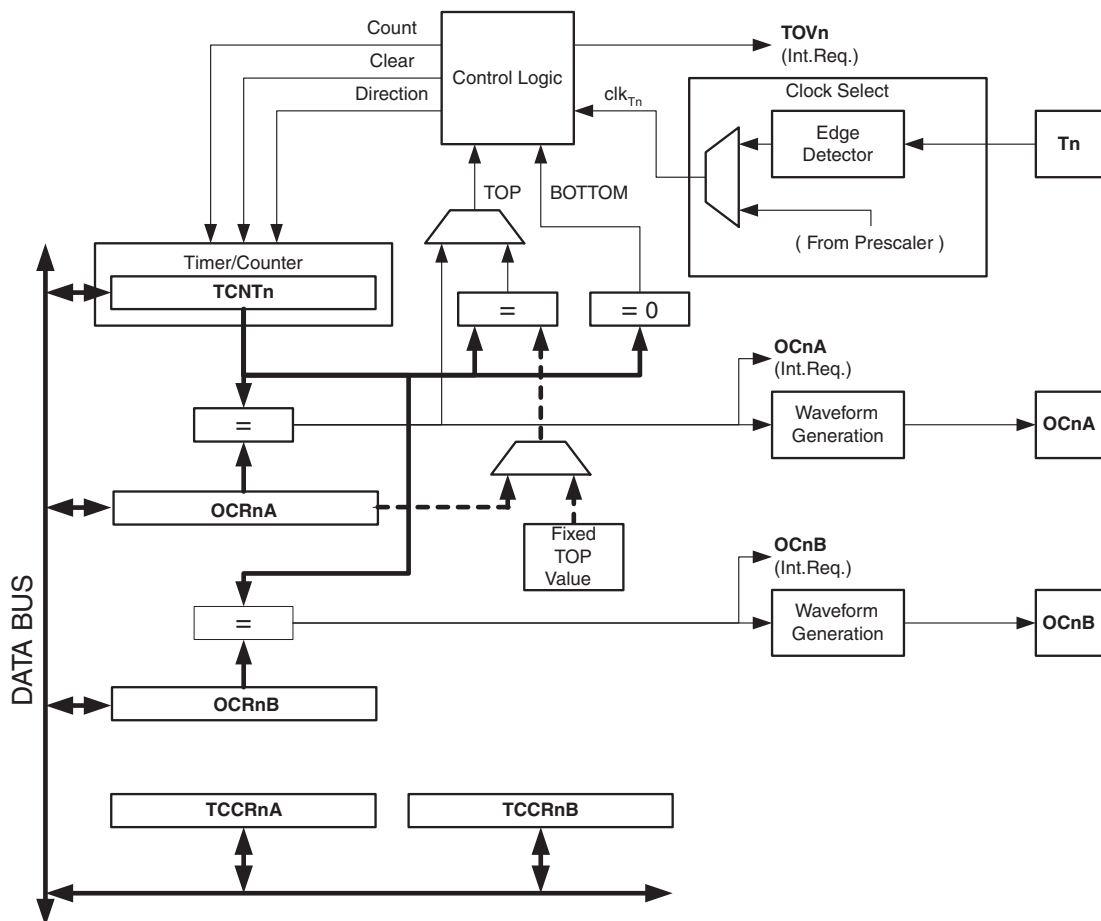 Count
Clear
Direction
Control Logic
TOVn
(Int.Req.)
clkTn
Clock Select
Edge
Detector
Tn
( From Prescaler )
TOP
BOTTOM
Timer/Counter
TCNTn
=
= 0
OCnA
(Int.Req.)
=
Waveform
Generation
OCnA
OCRnA
Fixed
TOP
Value
OCnB
(Int.Req.)
=
Waveform
Generation
OCnB
OCRnB
DATA BUS
TCCRnA
TCCRnB